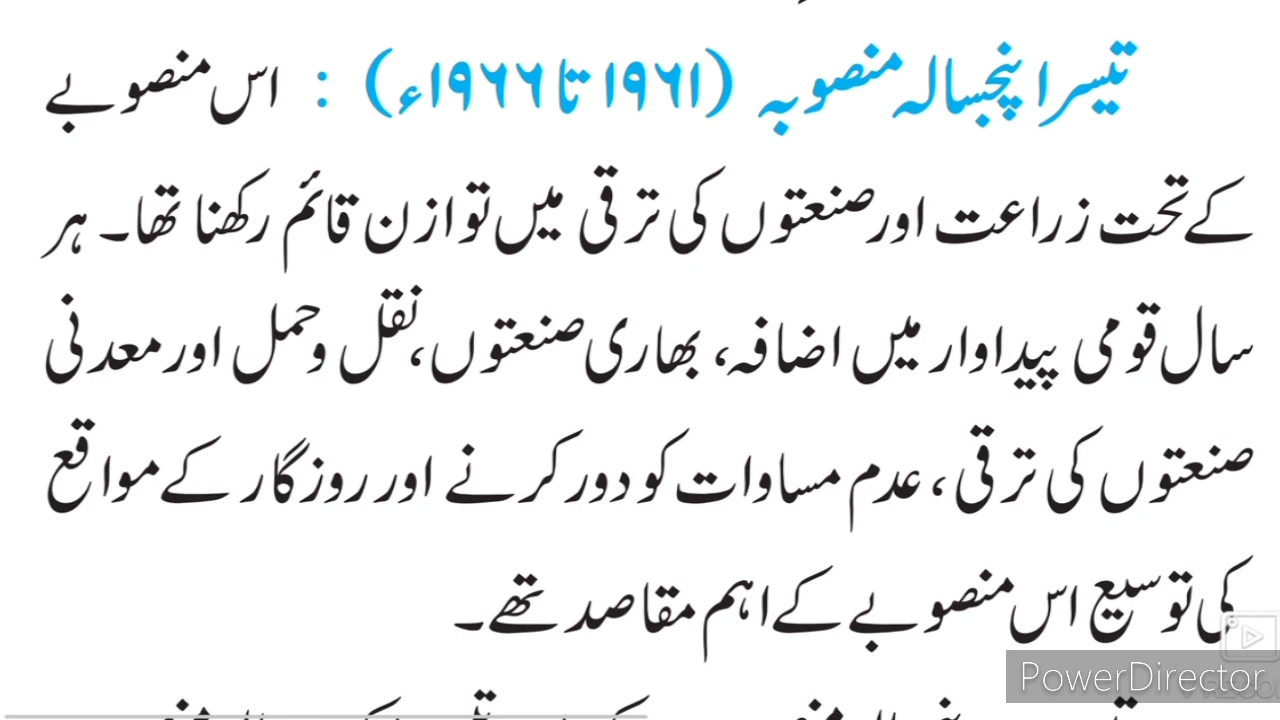 تیسرا پنجسالہ منصوبہ (۱۹۶۱ تا ۱۹۶۶ء) : اس منصوبے
کے تحت زراعت اور صنعتوں کی ترقی میں توازن قائم رکھنا تھا۔ ہر
سال قومی پیداوار میں اضافہ، بھاری صنعتوں، نقل و حمل اور معدنی
صنعتوں کی ترقی، عدم مساوات کو دور کرنے اور روزگار کے مواقع
کی توسیع اس منصوبے کے اہم مقاصد تھے۔
PowerDirector